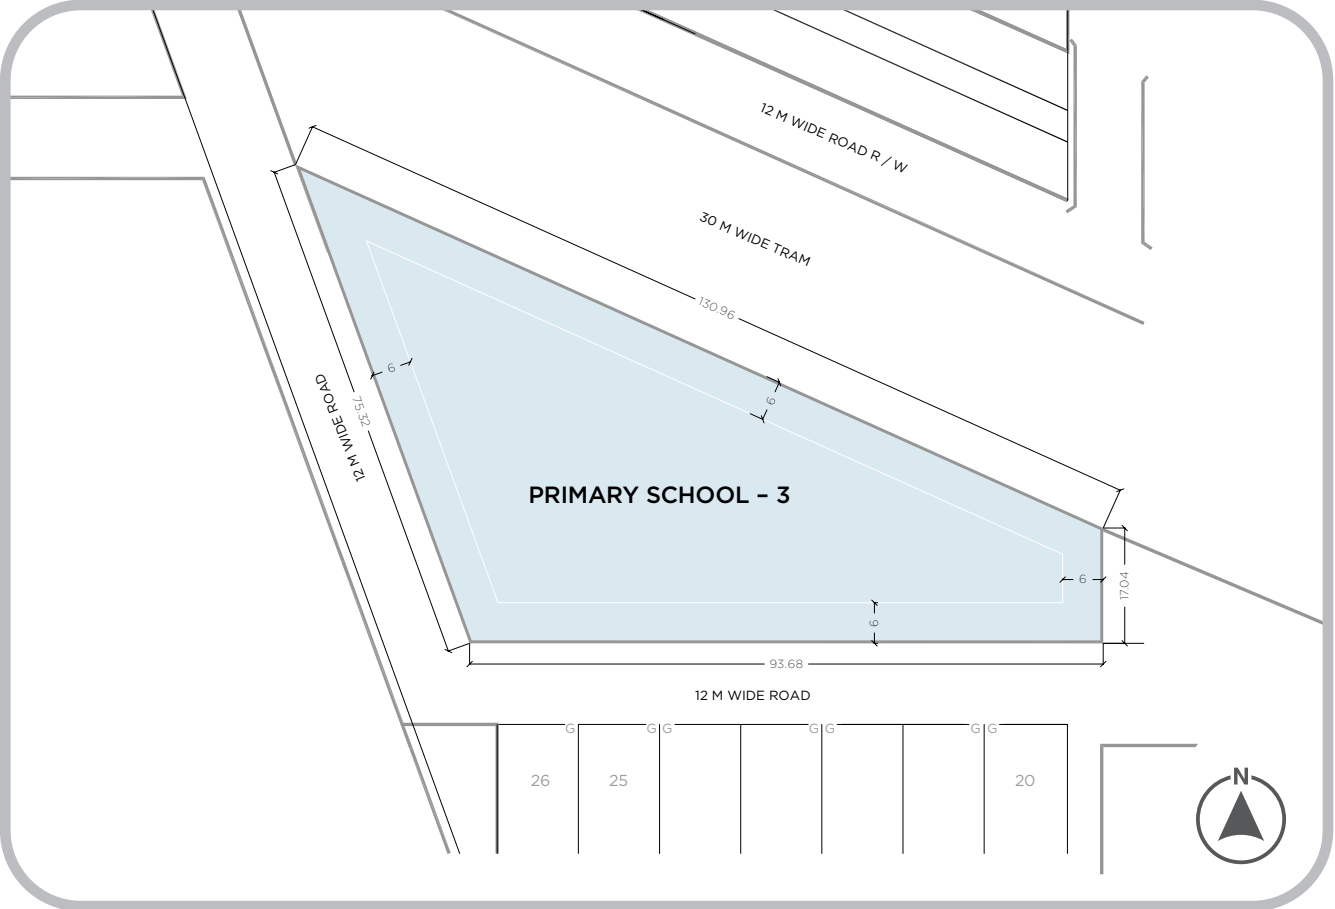 12 M WIDE ROAD R / W
30 M WIDE TRAM
130.96
6
6
12 M WIDE ROAD
75.32
PRIMARY SCHOOL – 3
6
17.04
6
93.68
12 M WIDE ROAD
G
G G
G G
G G
26
25
20
N